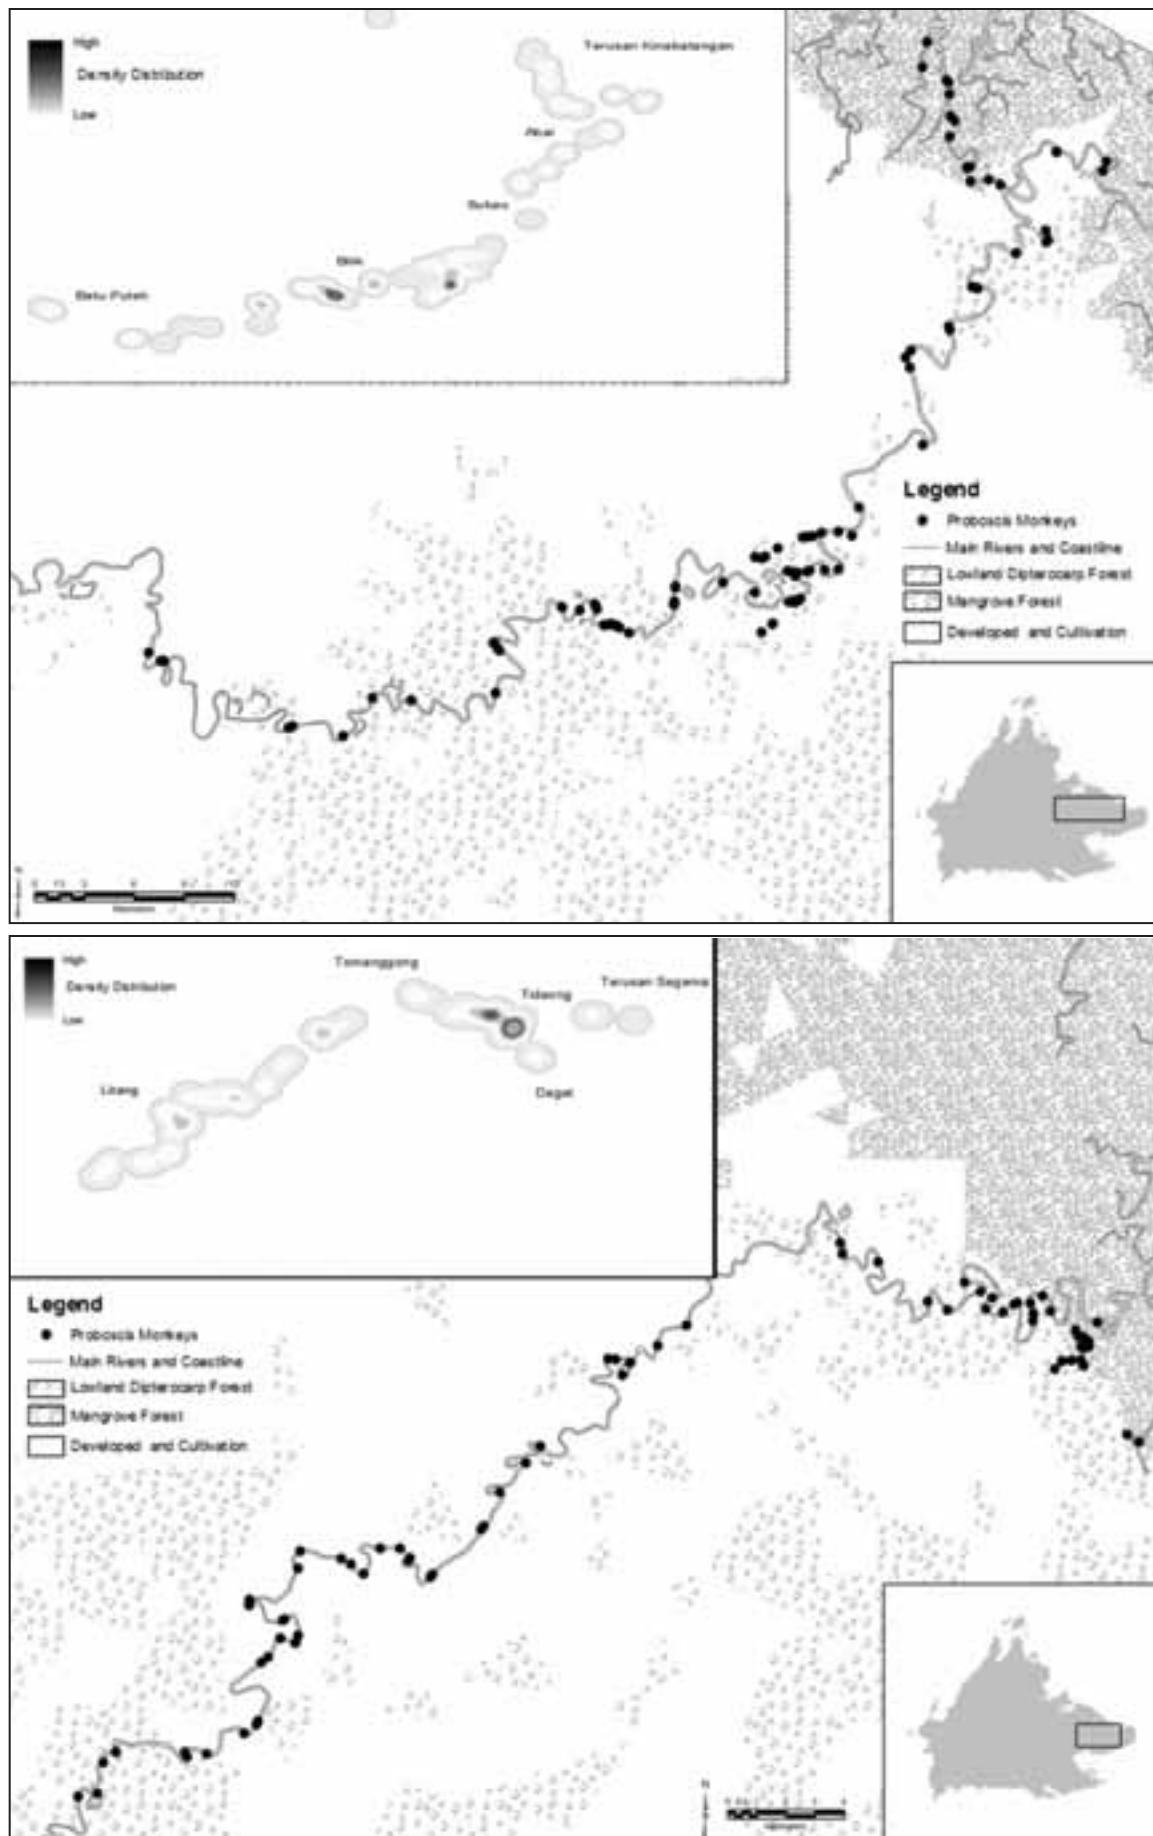 High
Density Distribution
Low
Terusan Kinabatangan
Abai
Sukau
Bilit
Batu Puteh
Legend
Proboscis Monkeys
Main Rivers and Coastline
Lowland Dipterocarp Forest
Mangrove Forest
Developed and Cultivation
High
Density Distribution
Low
Tomanggong
Tidaong
Terusan Segama
Litang
Dagat
Legend
Proboscis Monkeys
Main Rivers and Coastline
Lowland Dipterocarp Forest
Mangrove Forest
Developed and Cultivation
N